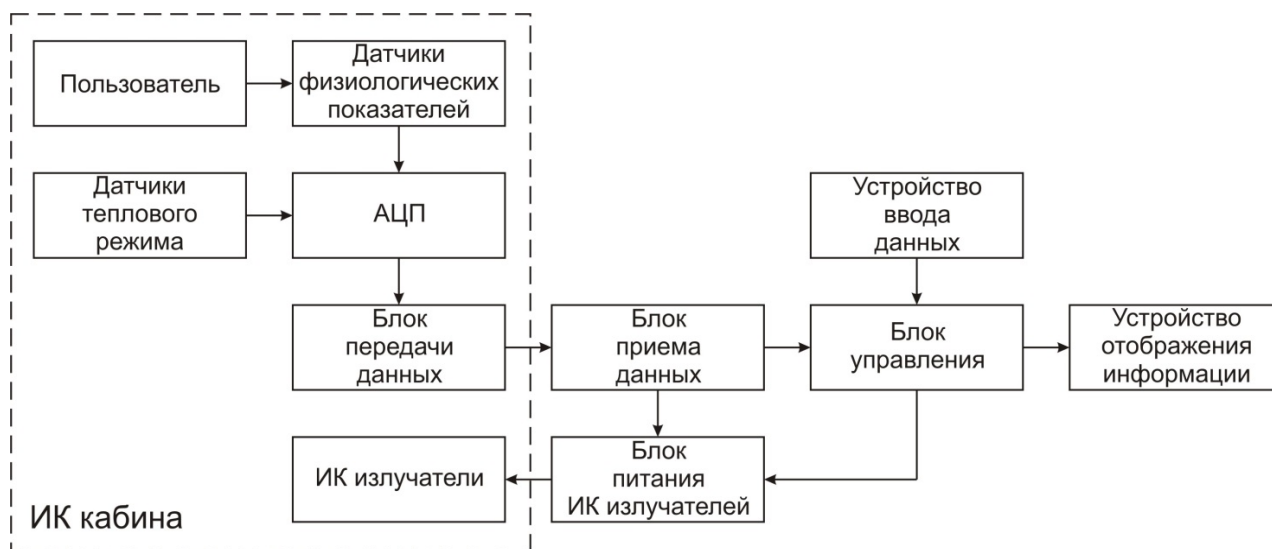 Пользователь
Датчики
физиологических
показателей
Датчики
теплового
режима
АЦП
Устройство
ввода
данных
Блок
передачи
данных
Блок
приема
данных
Блок
управления
Устройство
отображения
информации
ИК излучатели
Блок
питания
ИК излучателей
ИК кабина